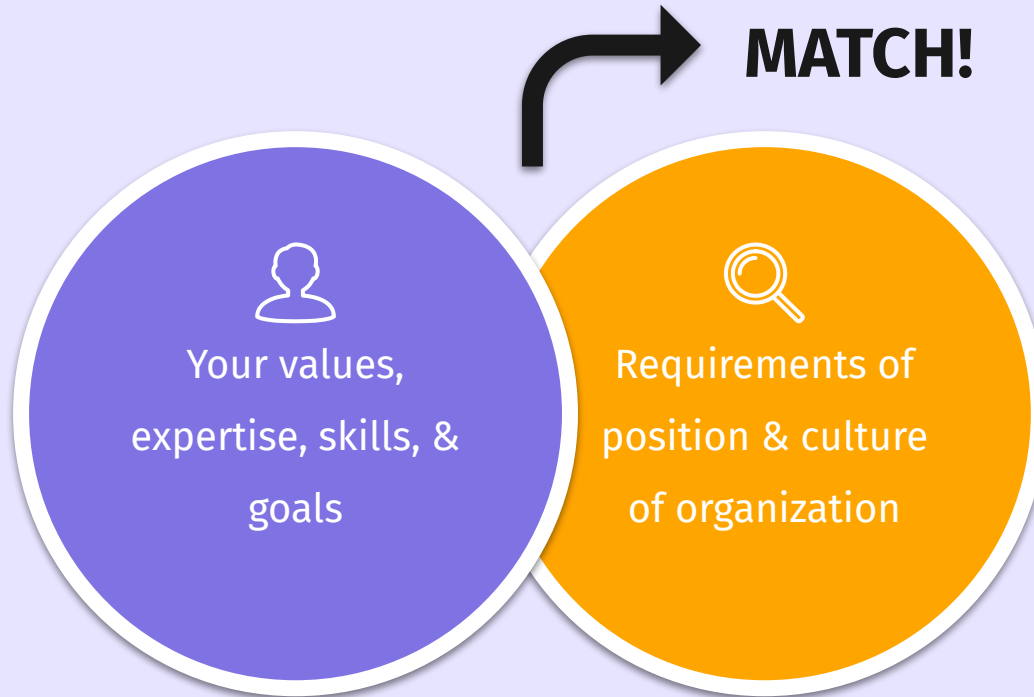 MATCH!
Your values,
expertise, skills, &
goals
Requirements of
position & culture
of organization